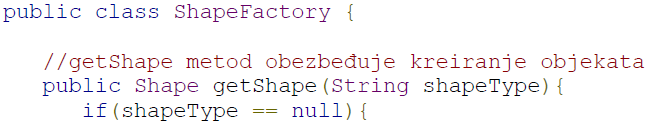 public class ShapeFactory {
//getShape metod obezbeđuje kreiranje objekata
public Shape getShape(String shapeType){
if(shapeType == null){